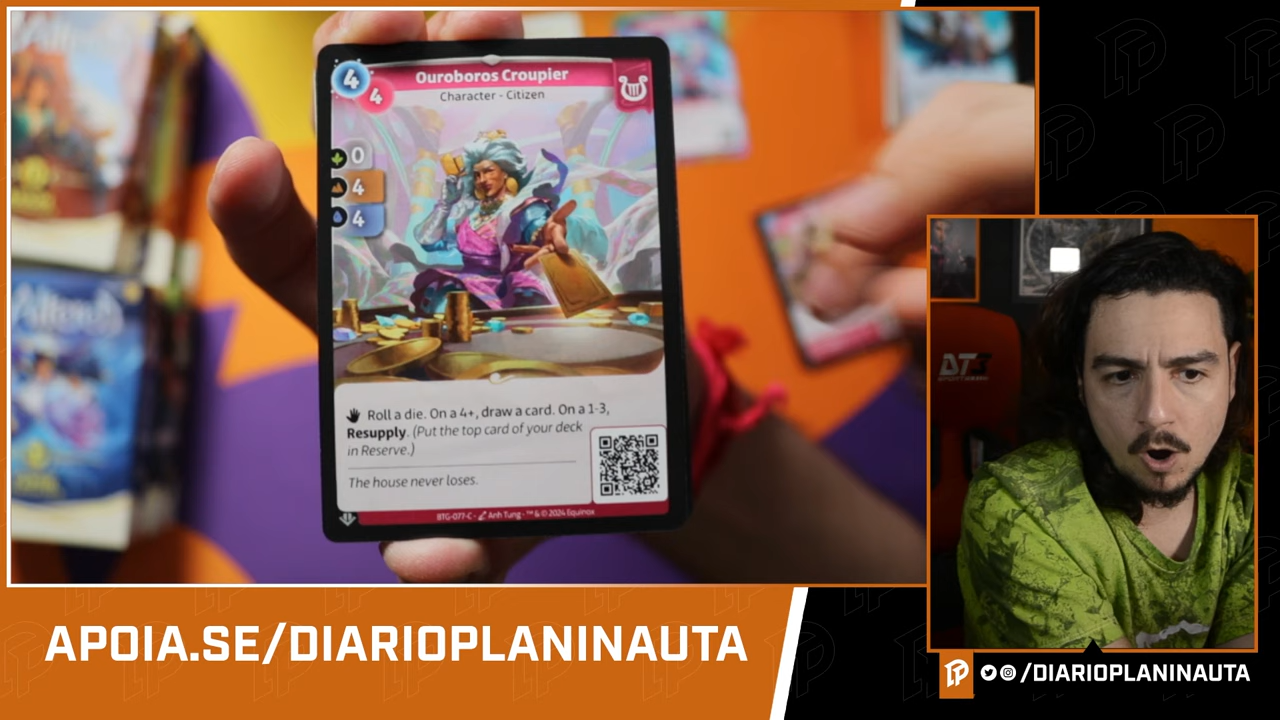 Ouroboros Croupier
Character - Citizen
4
4
0
4
4
Roll a die. On a 4+, draw a card. On a 1-3,
Resupply. (Put the top card of your deck
in Reserve.)
The house never loses.
BTG-077-C - Anh Tung - ™ & © 2024 Equinox
Altered
APOIA.SE/DIARIOPLANINAUTA
/DIARIOPLANINAUTA